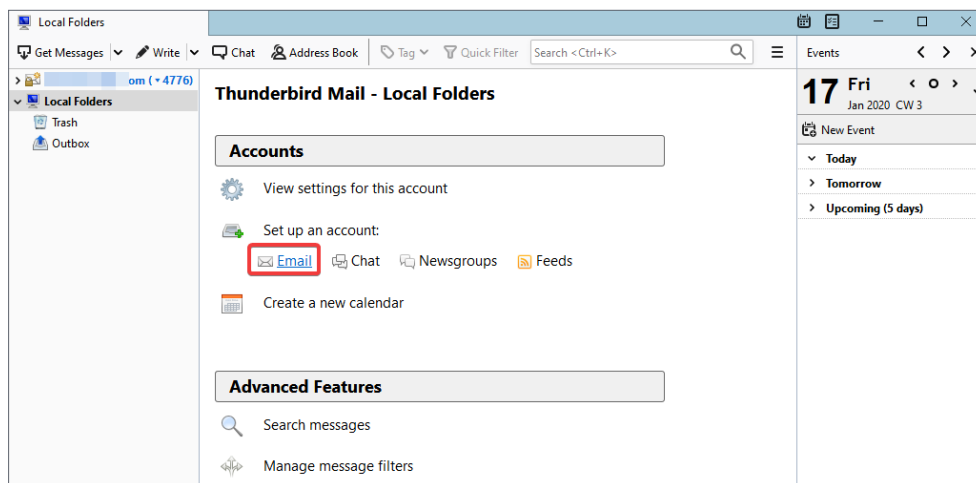 Local Folders
Get Messages Write Chat Address Book Tag Quick Filter Search <Ctrl+K> Events
om (4776)
Local Folders
Trash
Outbox
Thunderbird Mail - Local Folders
Accounts
View settings for this account
Set up an account:
Email Chat Newsgroups Feeds
Create a new calendar
Advanced Features
Search messages
Manage message filters
17 Fri
Jan 2020 CW 3
New Event
Today
Tomorrow
Upcoming (5 days)